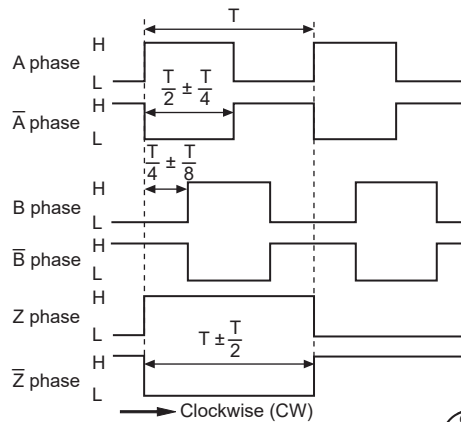 T
H
A phase
L
T/2 ± T/4
H
A̅ phase
L
T/4 ± T/8
H
B phase
L
H
B̅ phase
L
H
Z phase
L
T ± T/2
H
Z̅ phase
L
Clockwise (CW)